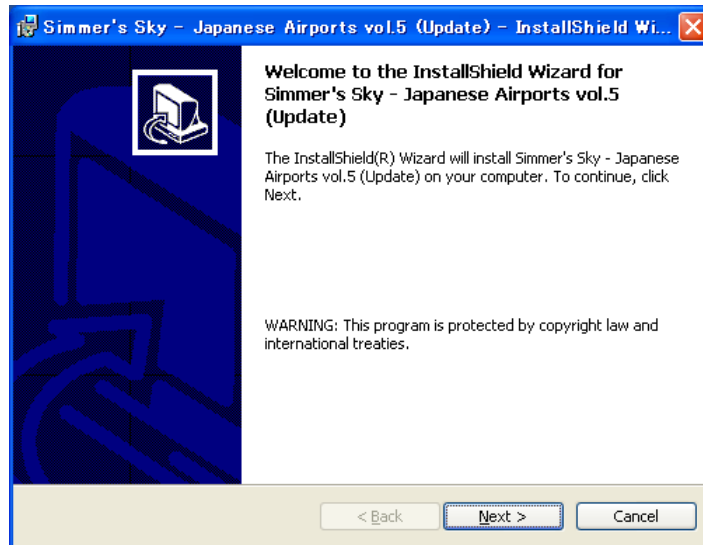 Simmer's Sky - Japanese Airports vol.5 (Update) - InstallShield Wi...
Welcome to the InstallShield Wizard for
Simmer's Sky - Japanese Airports vol.5
(Update)
The InstallShield(R) Wizard will install Simmer's Sky - Japanese
Airports vol.5 (Update) on your computer. To continue, click
Next.
WARNING: This program is protected by copyright law and
international treaties.
< Back Next > Cancel